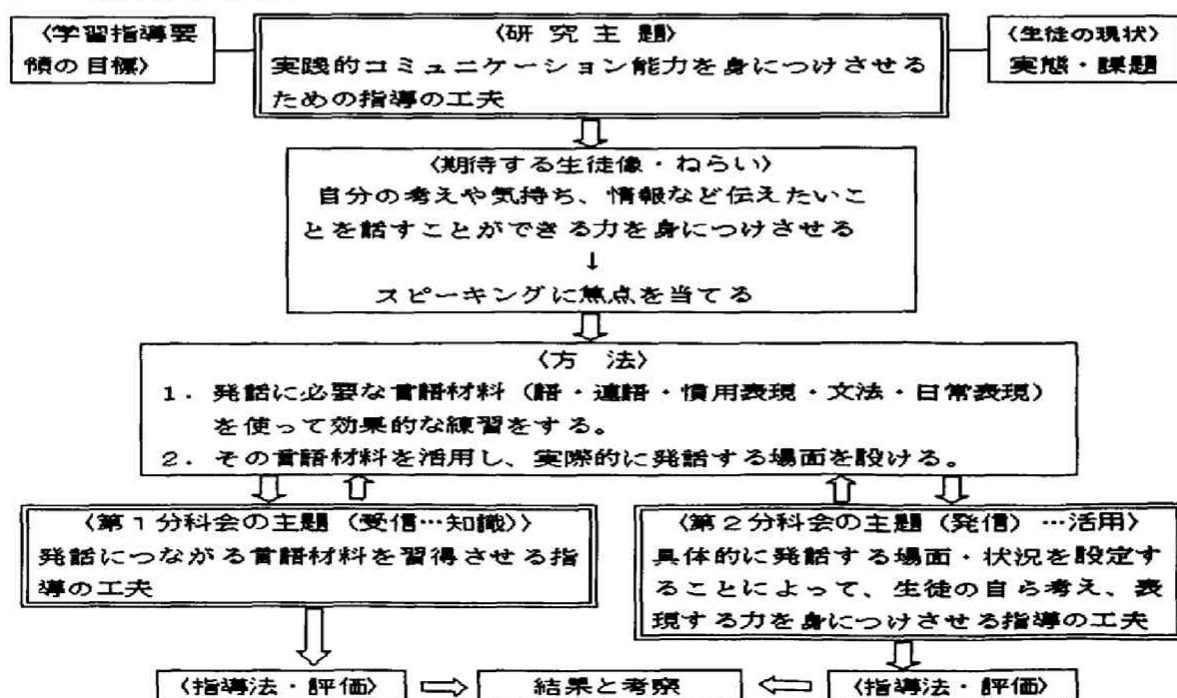 〈学習指導要
領の目標〉
〈研 究 主 題〉
実践的コミュニケーション能力を身につけさせる
ための指導の工夫
〈生徒の現状〉
実態・課題
〈期待する生徒像・ねらい〉
自分の考えや気持ち、情報など伝えたいこ
とを話すことができる力を身につけさせる
↓
スピーキングに焦点を当てる
〈方 法〉
1．発話に必要な言語材料（語・連語・慣用表現・文法・日常表現）
を使って効果的な練習をする。
2．その言語材料を活用し、実際的に発話する場面を設ける。
〈第1分科会の主題（受信…知識）〉
発話につながる言語材料を習得させる指
導の工夫
〈第2分科会の主題（発信）…活用〉
具体的に発話する場面・状況を設定す
ることによって、生徒の自ら考え、表
現する力を身につけさせる指導の工夫
〈指導法・評価〉
結果と考察
〈指導法・評価〉